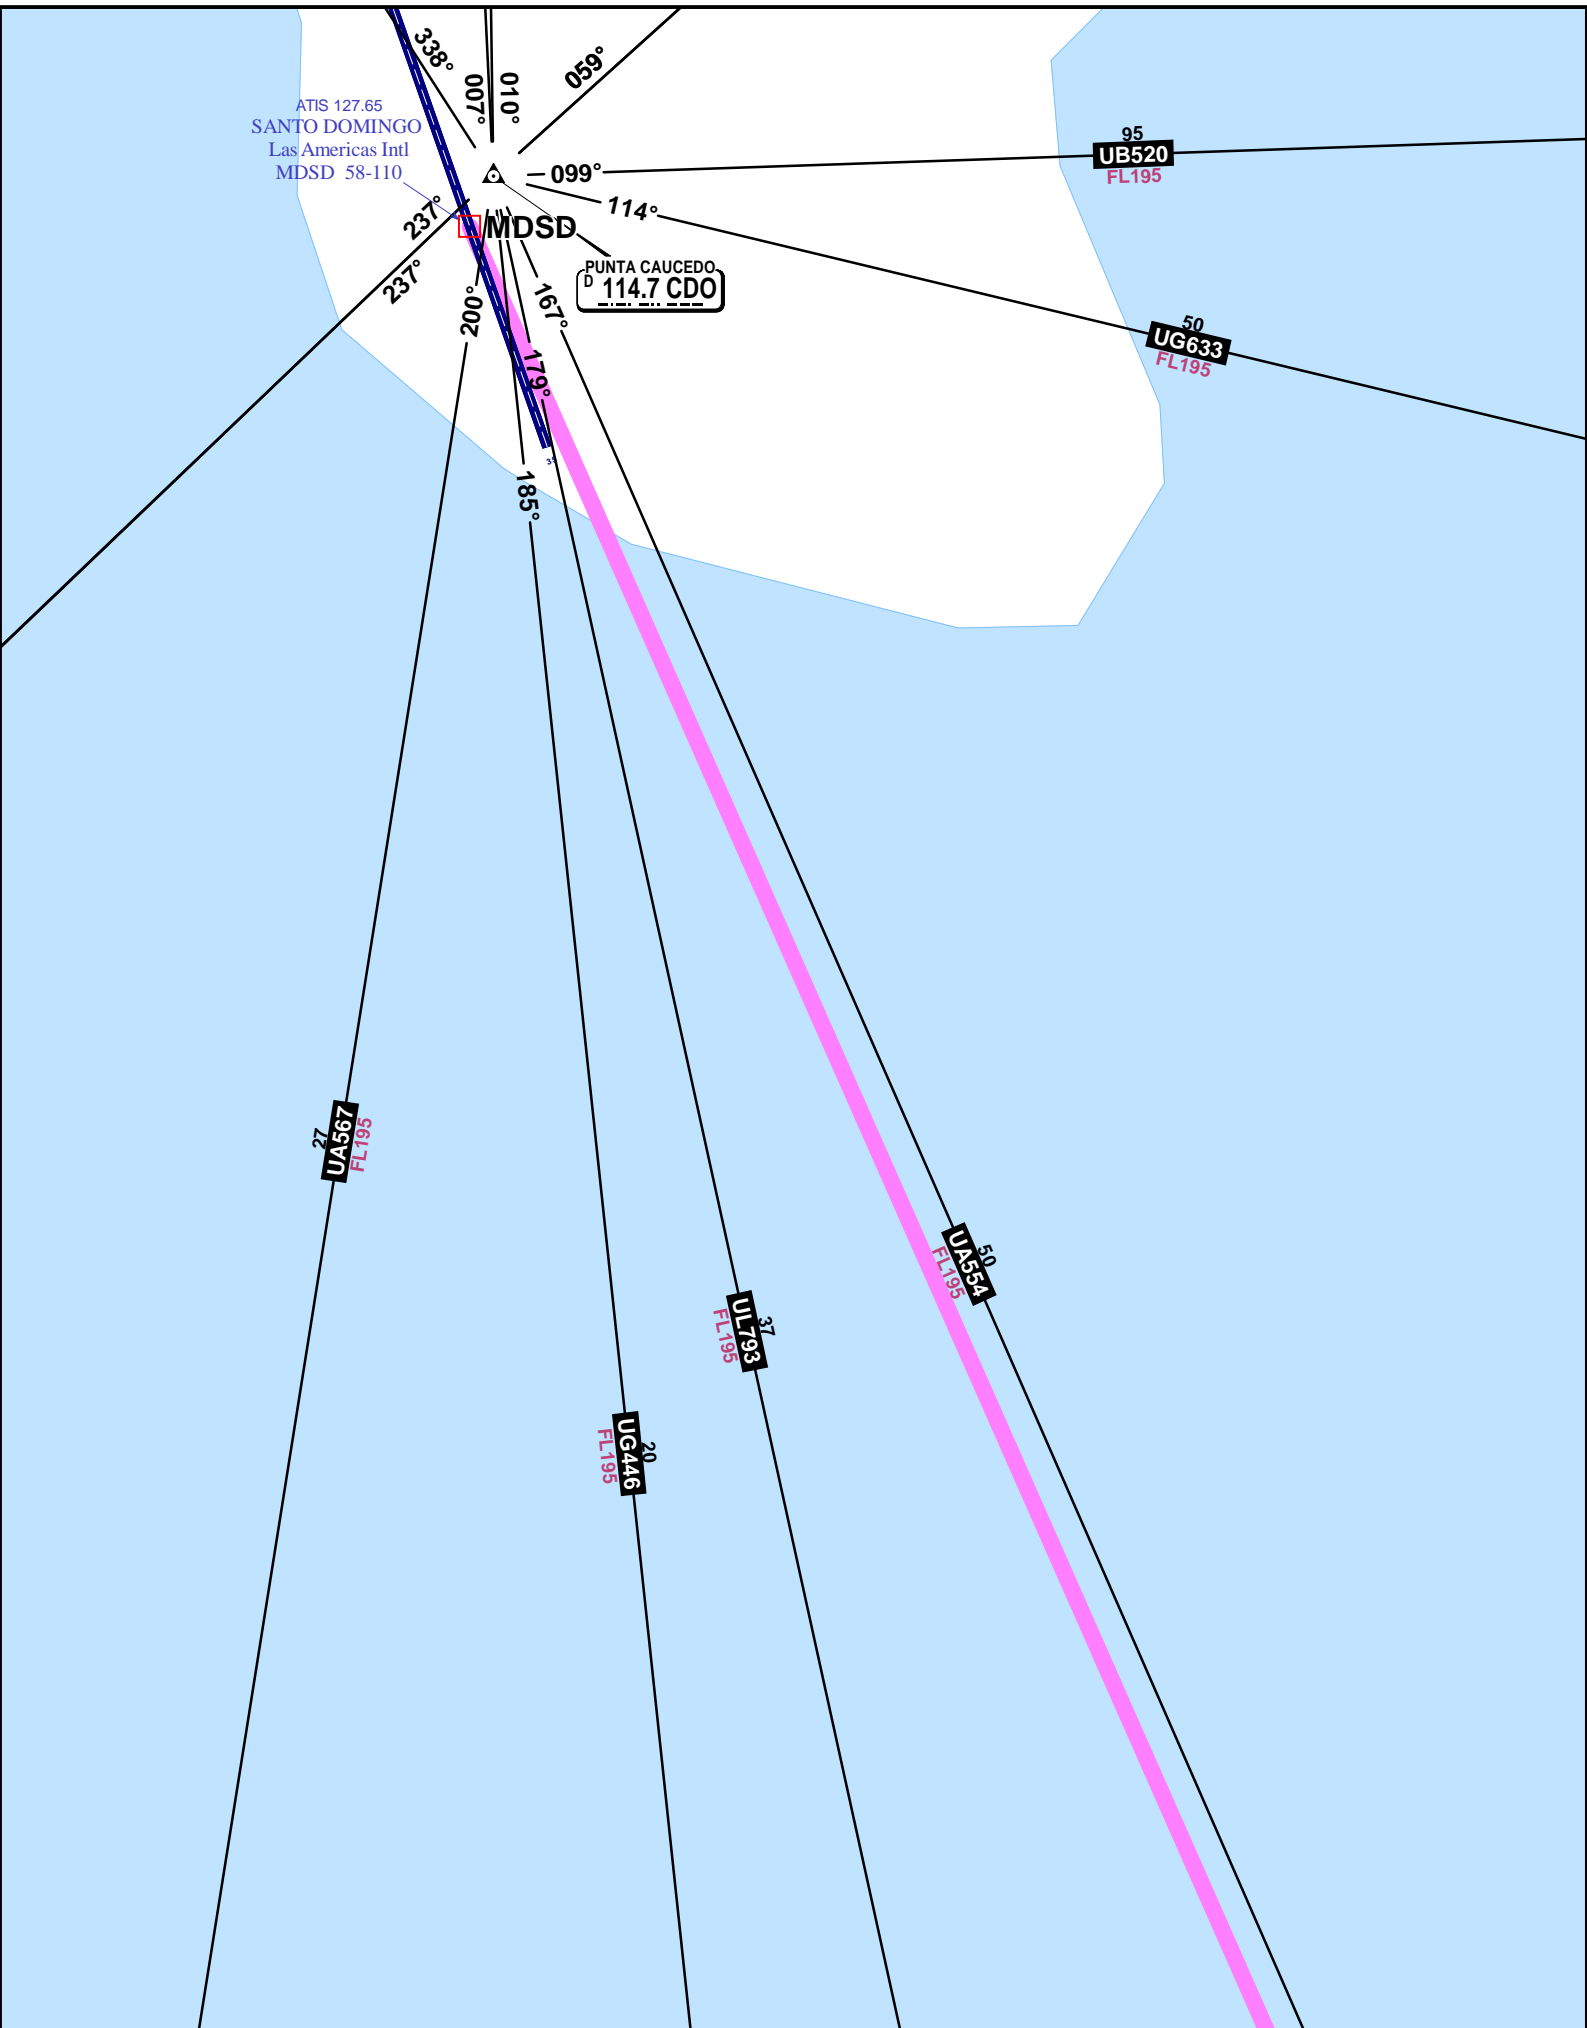 338°
007°
010°
059°
ATIS 127.65
SANTO DOMINGO
Las Americas Intl
MDSD 58-110
95
UB520
FL195
099°
114°
237°
MDSD
237°
PUNTA CAUCEDO
D 114.7 CDO
200°
167°
50
UG633
FL195
179°
185°
27
UA567
FL195
50
UA554
FL195
37
UL793
FL195
20
UG446
FL195